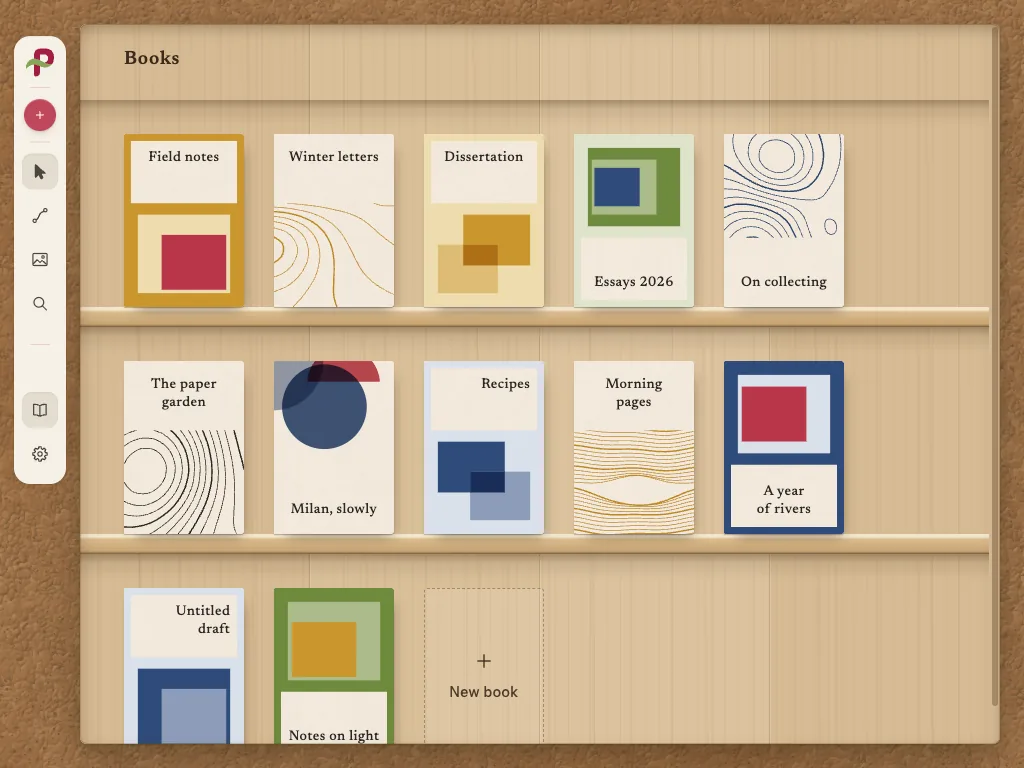 Books
Field notes
Winter letters
Dissertation
Essays 2026
On collecting
The paper
garden
Milan, slowly
Recipes
Morning
pages
A year
of rivers
Untitled
draft
Notes on light
New book